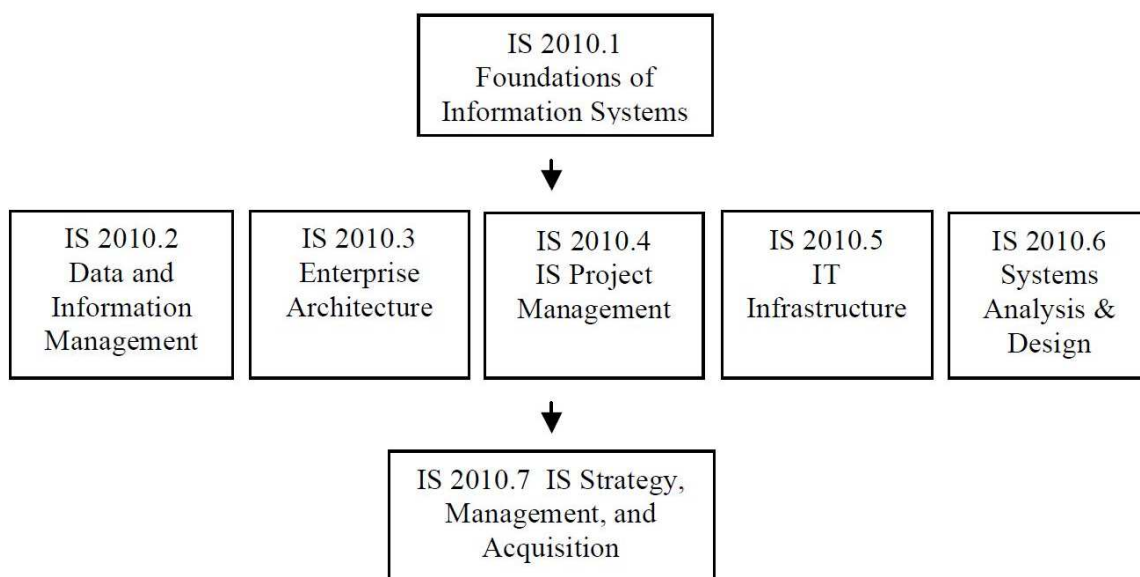 IS 2010.1
Foundations of
Information Systems
IS 2010.2
Data and
Information
Management
IS 2010.3
Enterprise
Architecture
IS 2010.4
IS Project
Management
IS 2010.5
IT
Infrastructure
IS 2010.6
Systems
Analysis &
Design
IS 2010.7 IS Strategy,
Management, and
Acquisition